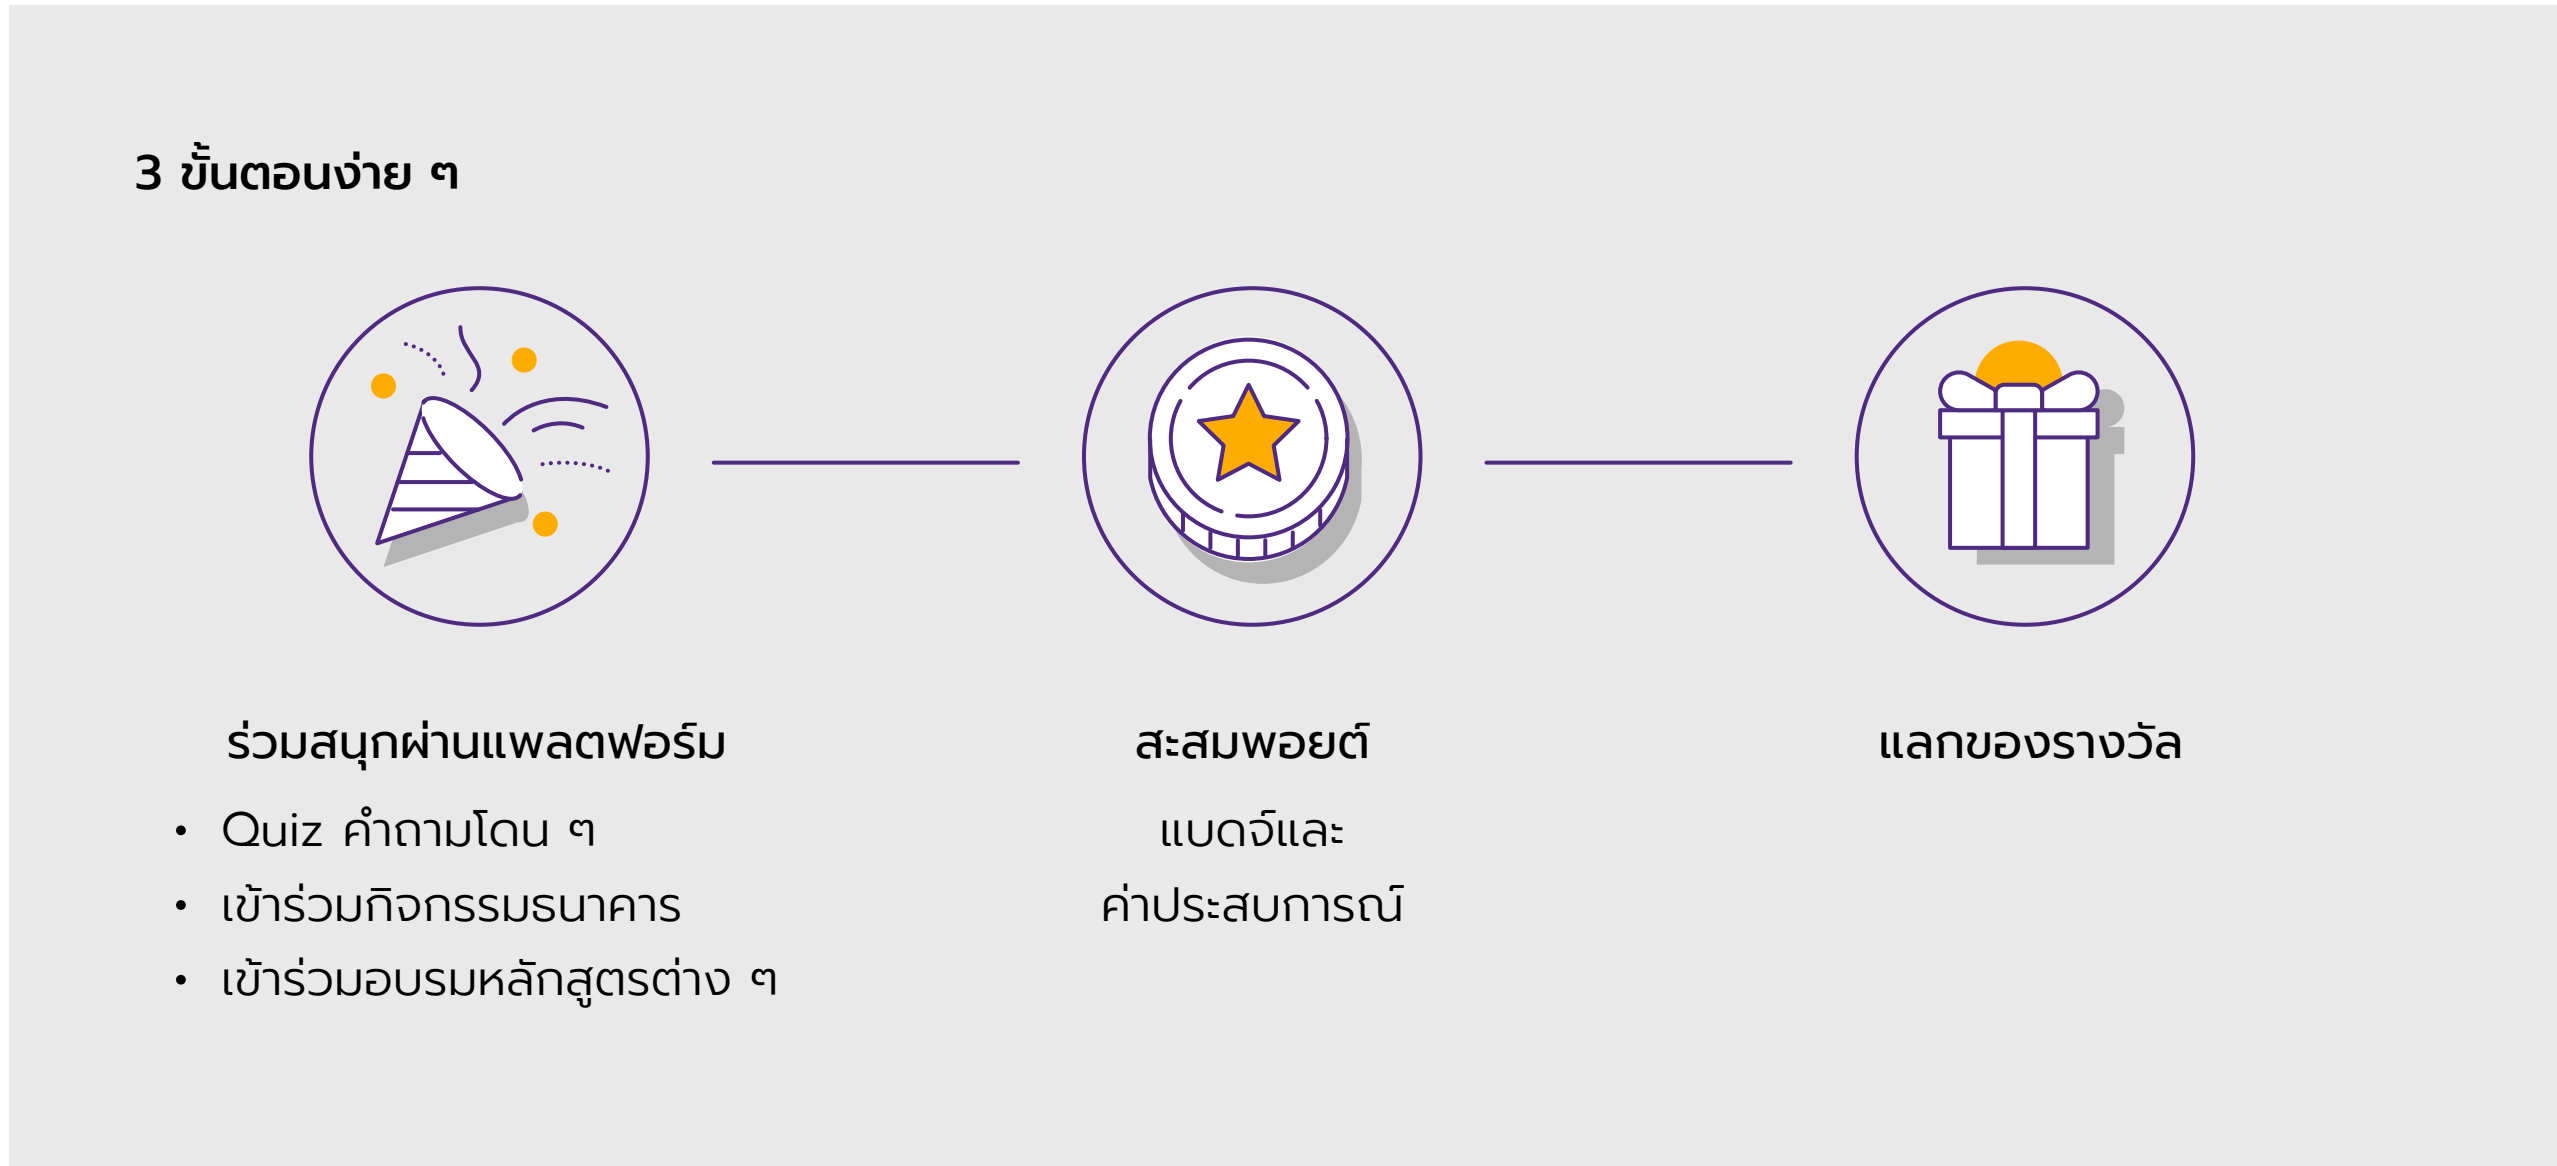 3 ขั้นตอนง่าย ๆ
ร่วมสนุกผ่านแพลตฟอร์ม
• Quiz คำถามโดน ๆ
• เข้าร่วมกิจกรรมธนาคาร
• เข้าร่วมอบรมหลักสูตรต่าง ๆ
สะสมพอยต์
แบดจ์และ
ค่าประสบการณ์
แลกของรางวัล